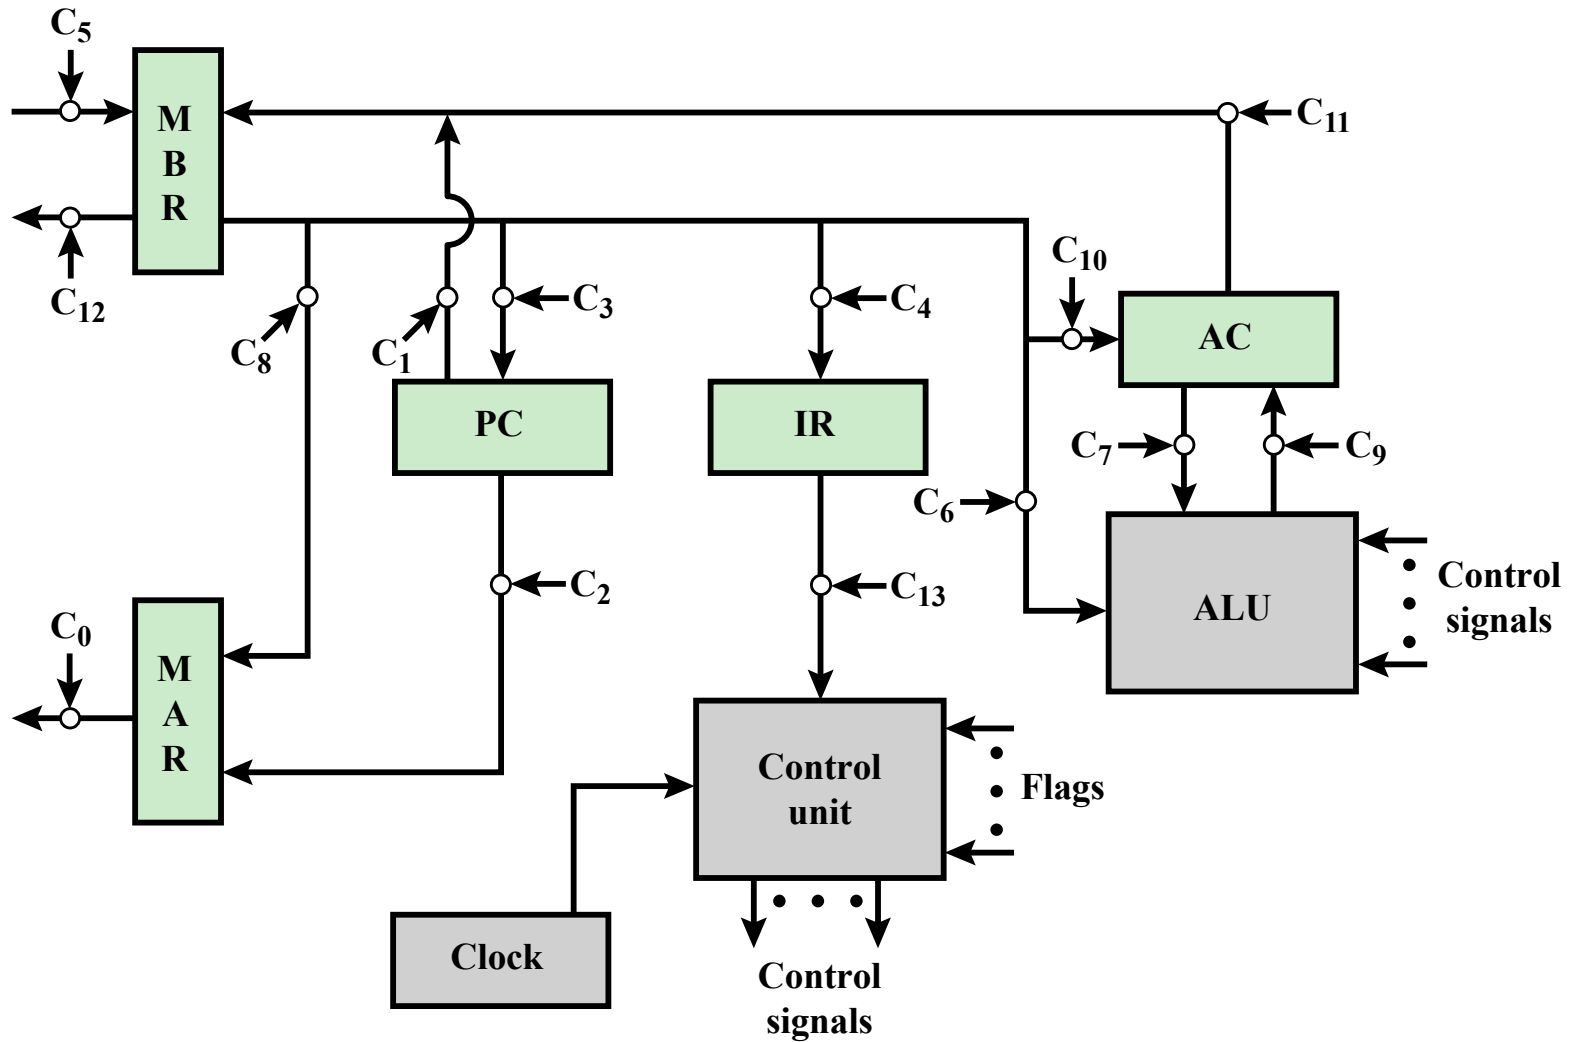 C5
M
B
R
C11
C12
C8
C1
C3
C4
C10
AC
PC
IR
C7
C9
C6
C2
C13
ALU
Control
signals
C0
M
A
R
Control
unit
Flags
Clock
Control
signals